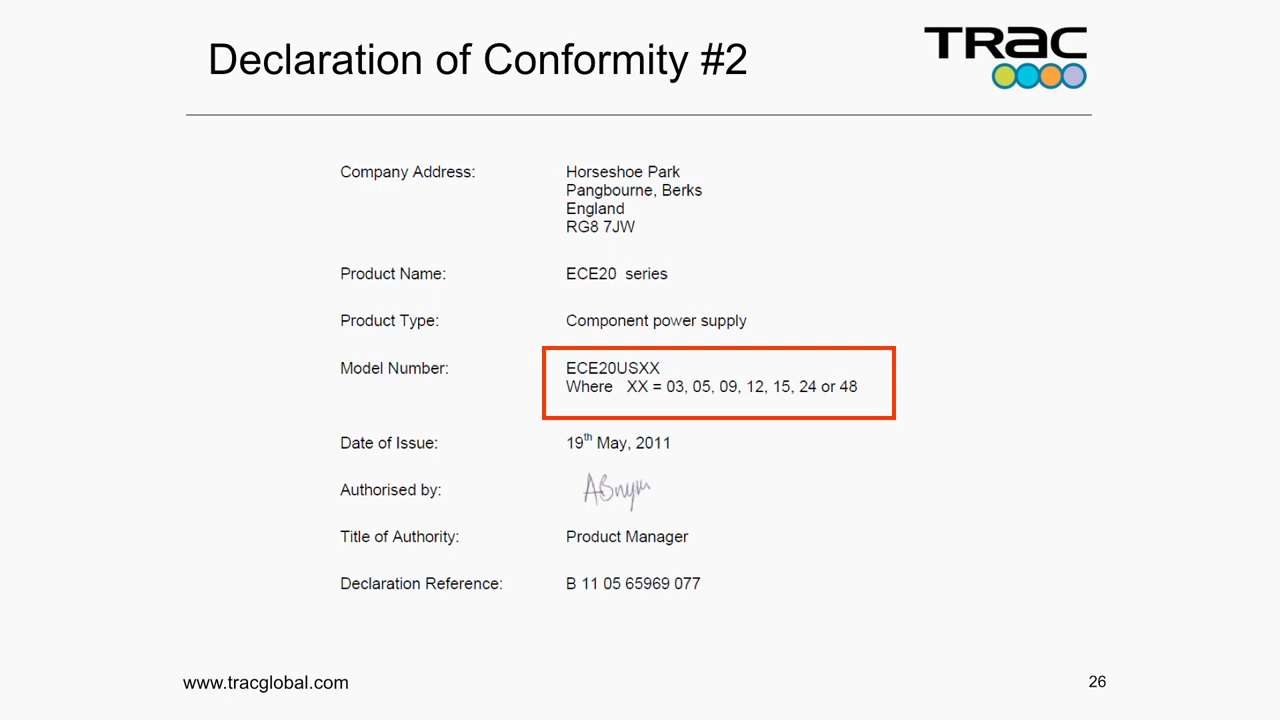 Declaration of Conformity #2
TRAC
Company Address: Horseshoe Park
Pangbourne, Berks
England
RG8 7JW
Product Name: ECE20 series
Product Type: Component power supply
Model Number: ECE20USXX
Where XX = 03, 05, 09, 12, 15, 24 or 48
Date of Issue: 19th May, 2011
Authorised by:
Title of Authority: Product Manager
Declaration Reference: B 11 05 65969 077
www.tracglobal.com
26